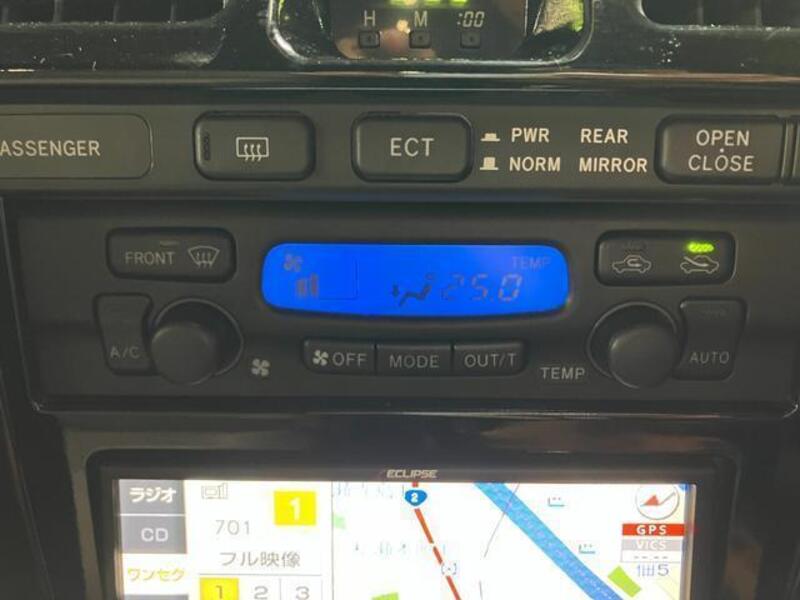 H M :00
ASSENGER
ECT
PWR
NORM
REAR
MIRROR
OPEN
CLOSE
FRONT
TEMP
25.0
A/C
OFF MODE OUT/T
TEMP
AUTO
ECLIPSE
ラジオ
CD
ワンセグ
701
1
フル映像
1 2 3
2
GPS
VICS
--:--